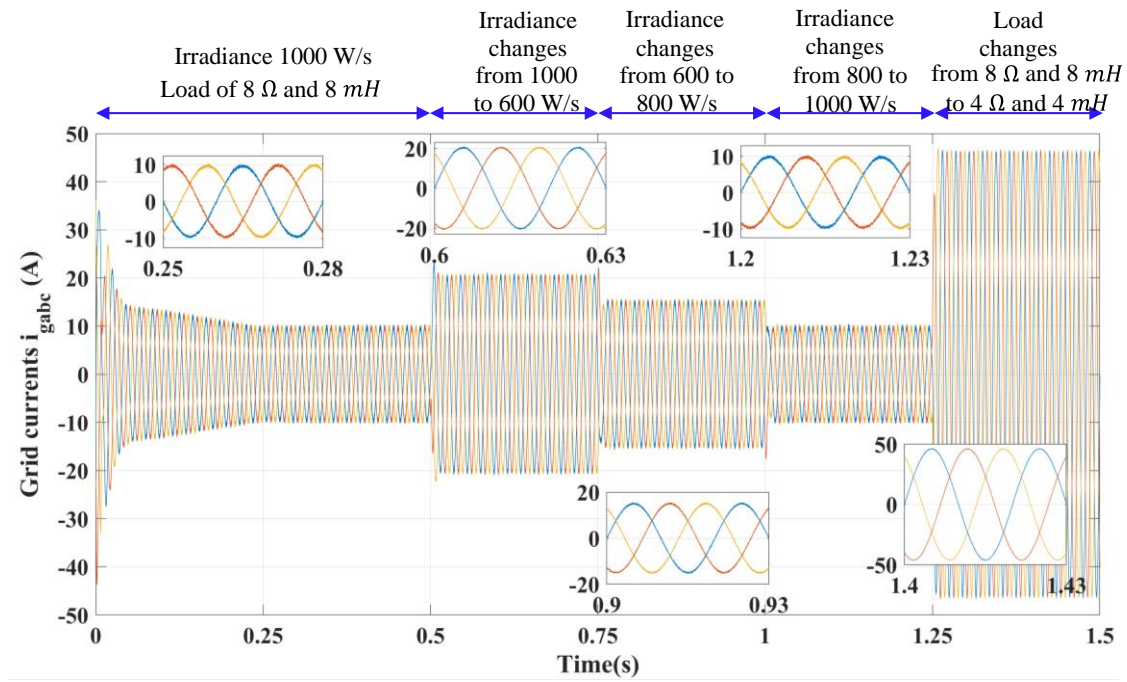 Irradiance 1000 W/s
Load of 8 Ω and 8 mH
Irradiance
changes
from 1000
to 600 W/s
Irradiance
changes
from 600 to
800 W/s
Irradiance
changes
from 800 to
1000 W/s
Load
changes
from 8 Ω and 8 mH
to 4 Ω and 4 mH
50
40
30
20
10
0
-10
-20
-30
-40
-50
Grid currents i_gabc (A)
10
0
-10
0.25 0.28
20
0
-20
0.6 0.63
10
0
-10
1.2 1.23
20
0
-20
0.9 0.93
50
0
-50
1.4 1.43
0 0.25 0.5 0.75 1 1.25 1.5
Time(s)